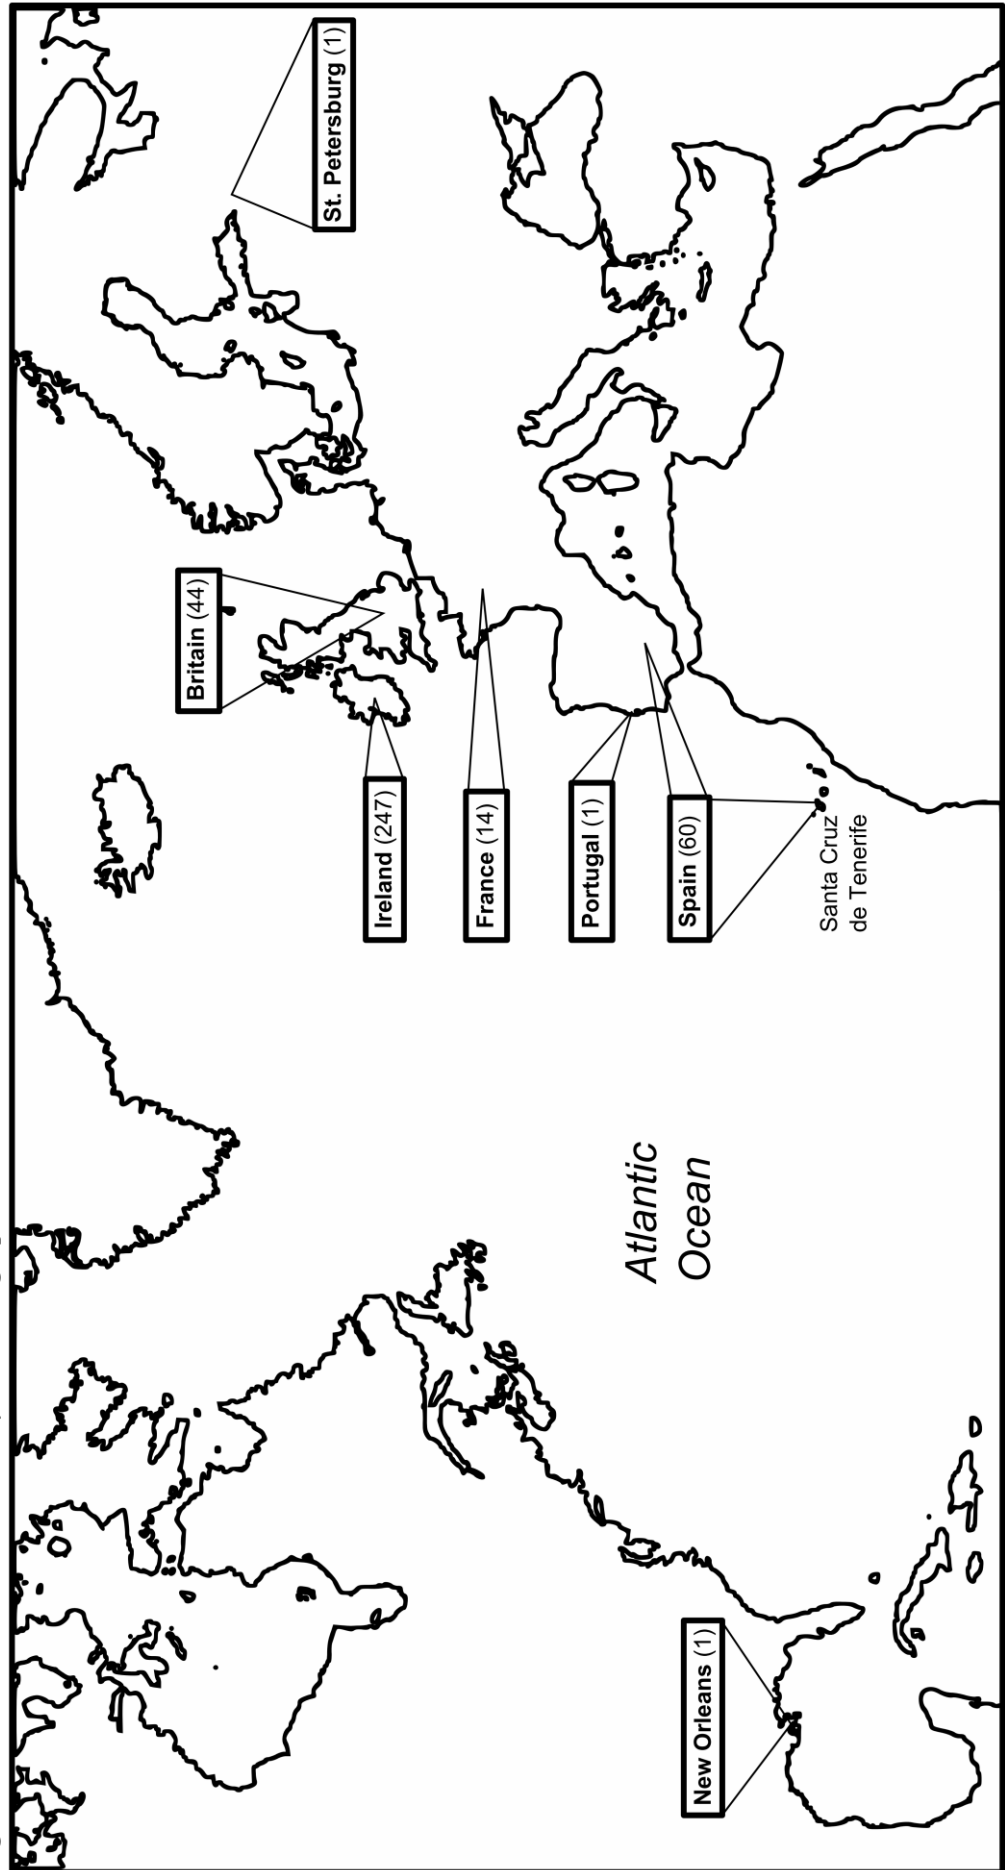 St. Petersburg (1)
Britain (44)
Ireland (247)
France (14)
Portugal (1)
Spain (60)
Santa Cruz
de Tenerife
Atlantic
Ocean
New Orleans (1)